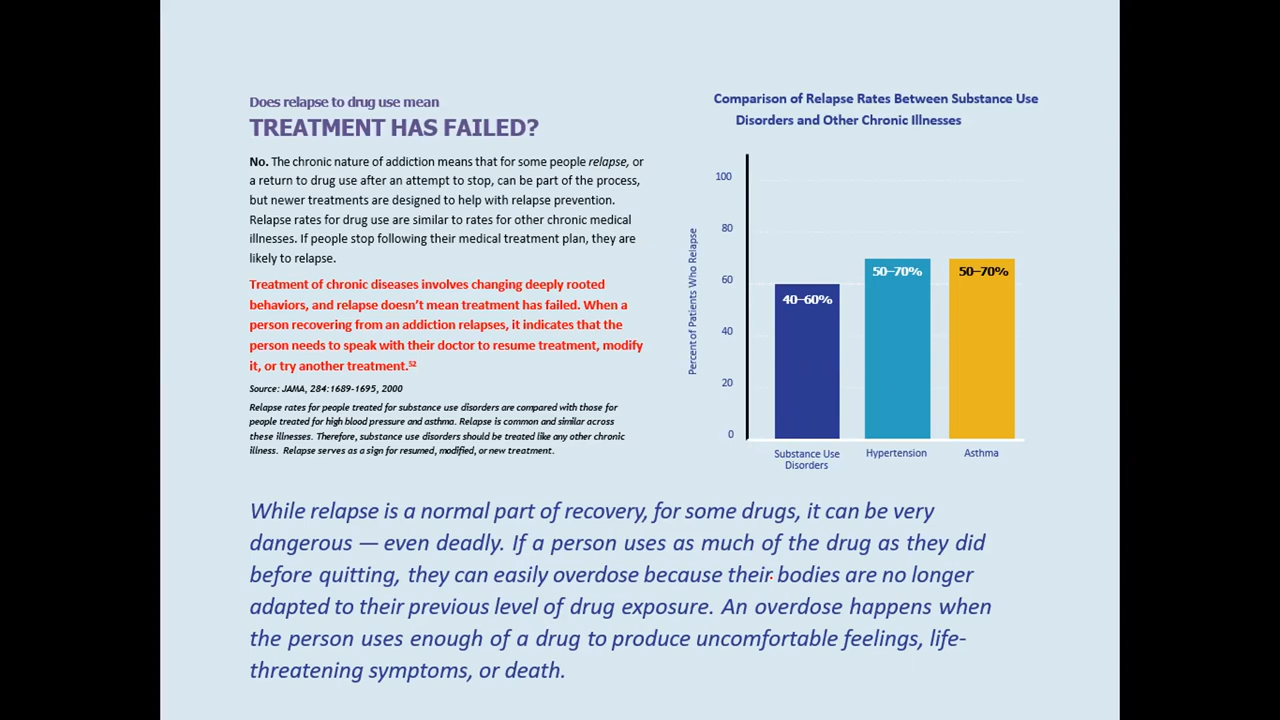 Does relapse to drug use mean
TREATMENT HAS FAILED?
No. The chronic nature of addiction means that for some people relapse, or
a return to drug use after an attempt to stop, can be part of the process,
but newer treatments are designed to help with relapse prevention.
Relapse rates for drug use are similar to rates for other chronic medical
illnesses. If people stop following their medical treatment plan, they are
likely to relapse.
Treatment of chronic diseases involves changing deeply rooted
behaviors, and relapse doesn’t mean treatment has failed. When a
person recovering from an addiction relapses, it indicates that the
person needs to speak with their doctor to resume treatment, modify
it, or try another treatment.⁵²
Source: JAMA, 284:1689-1695, 2000
Relapse rates for people treated for substance use disorders are compared with those for
people treated for high blood pressure and asthma. Relapse is common and similar across
these illnesses. Therefore, substance use disorders should be treated like any other chronic
illness. Relapse serves as a sign for resumed, modified, or new treatment.
Comparison of Relapse Rates Between Substance Use
Disorders and Other Chronic Illnesses
Percent of Patients Who Relapse
100
80
60
40
20
0
40–60%
50–70%
50–70%
Substance Use
Disorders
Hypertension
Asthma
While relapse is a normal part of recovery, for some drugs, it can be very
dangerous — even deadly. If a person uses as much of the drug as they did
before quitting, they can easily overdose because their bodies are no longer
adapted to their previous level of drug exposure. An overdose happens when
the person uses enough of a drug to produce uncomfortable feelings, life-
threatening symptoms, or death.